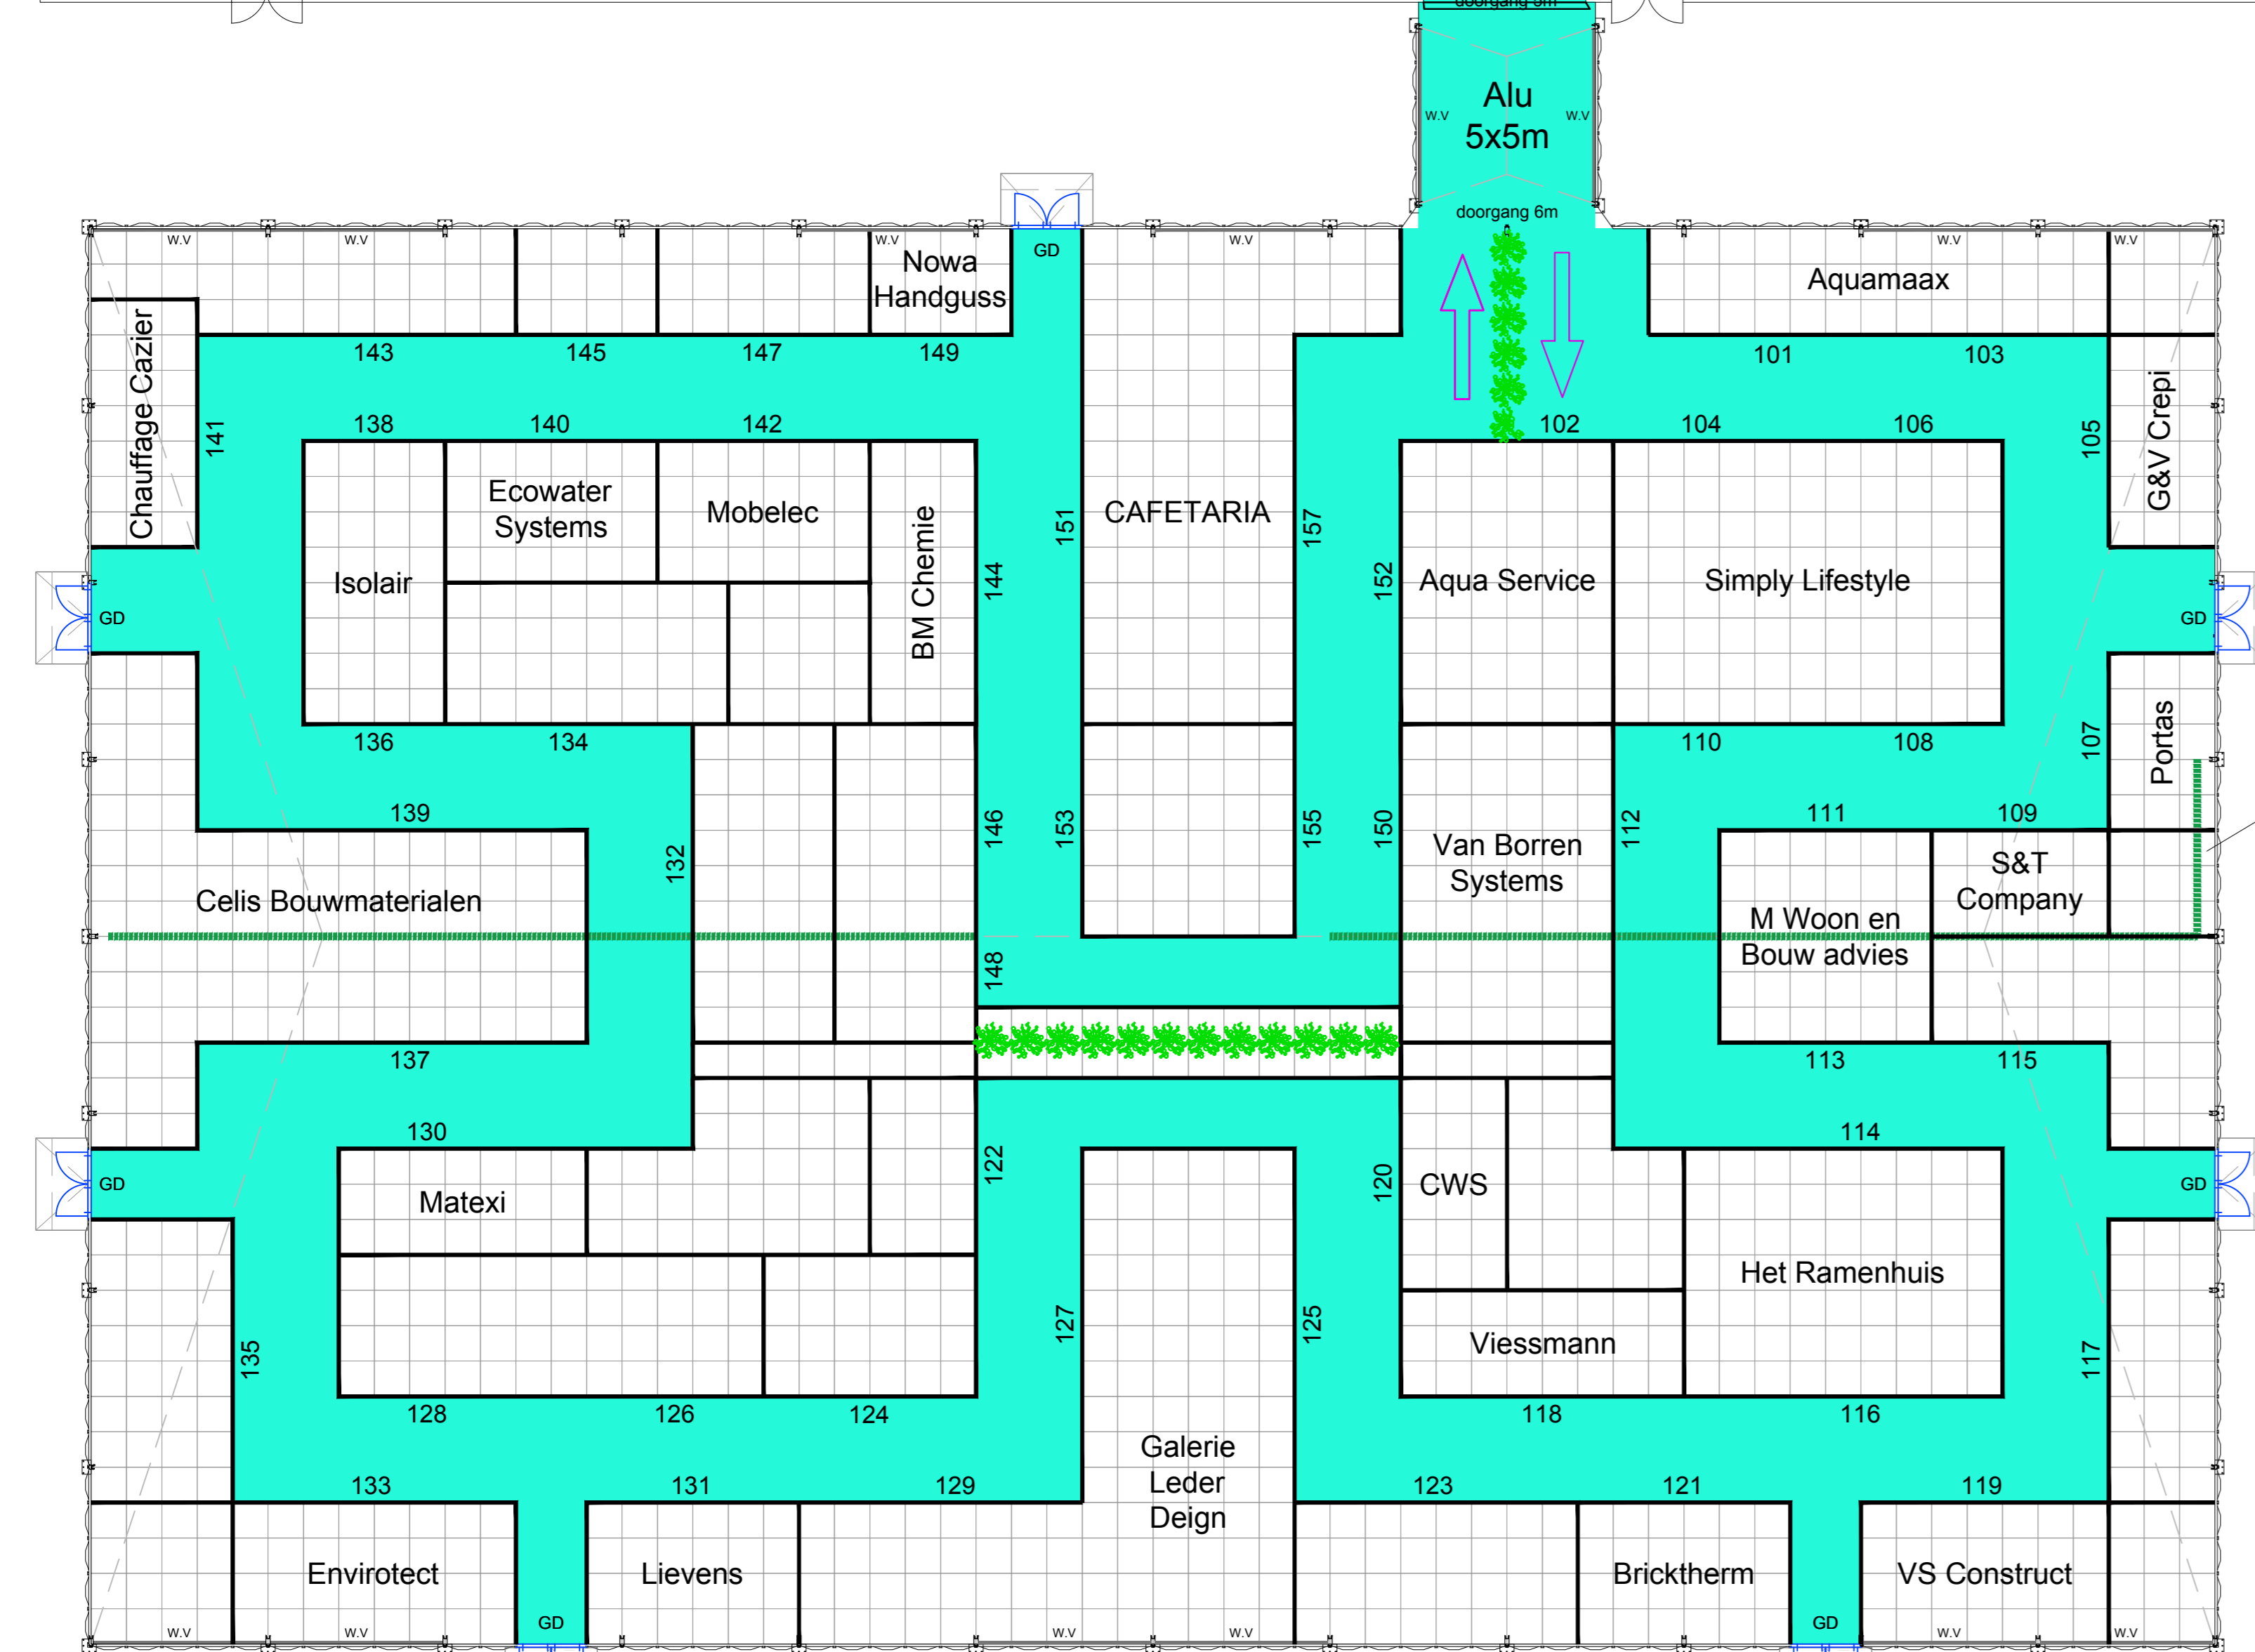 doorgang 5m
Alu
5x5m
W.V
W.V
doorgang 6m
W.V
W.V
W.V
W.V
W.V
W.V
GD
Nowa
Handguss
Aquamaax
143
145
147
149
101
103
Chauffage Cazier
141
138
140
142
102
104
106
105
G&V Crepi
Ecowater
Systems
Mobelec
BM Chemie
144
151
CAFETARIA
157
152
Isolair
Aqua Service
Simply Lifestyle
GD
GD
136
134
110
108
107
Portas
139
132
146
153
155
150
Van Borren
Systems
112
111
109
S&T
Company
Celis Bouwmaterialen
M Woon en
Bouw advies
148
137
113
115
130
114
122
120
GD
Matexi
CWS
GD
Het Ramenhuis
135
127
125
Viessmann
117
128
126
124
118
116
Galerie
Leder
Deign
133
131
129
123
121
119
Envirotect
Lievens
Bricktherm
VS Construct
GD
GD
W.V
W.V
W.V
W.V
W.V
W.V